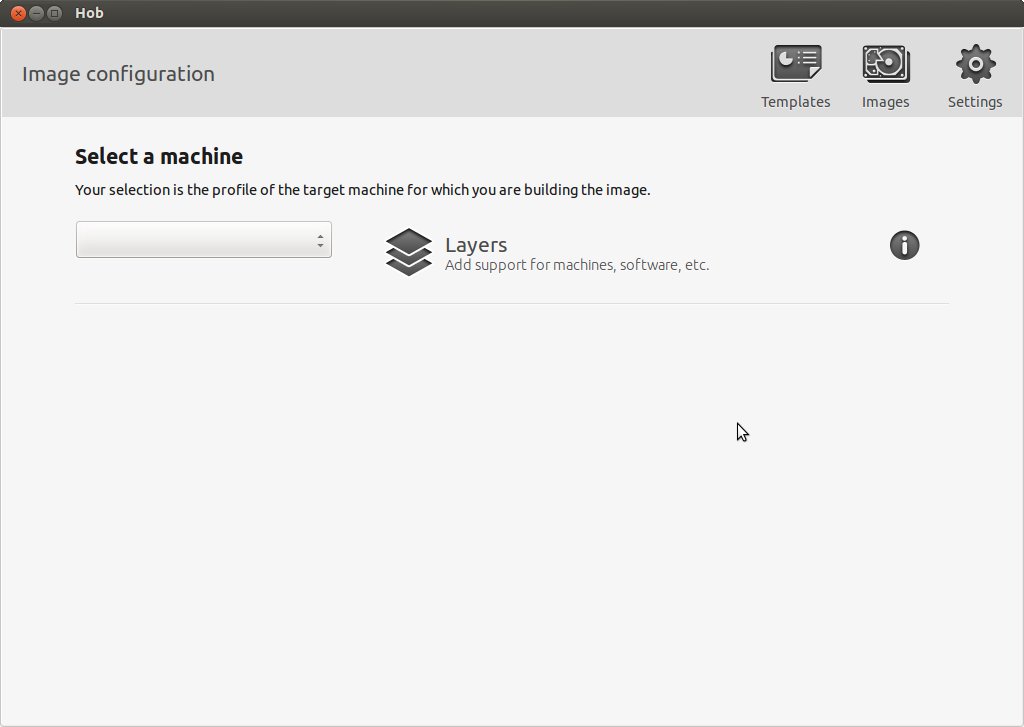 Hob
Image configuration
Templates
Images
Settings
Select a machine
Your selection is the profile of the target machine for which you are building the image.
Layers
Add support for machines, software, etc.